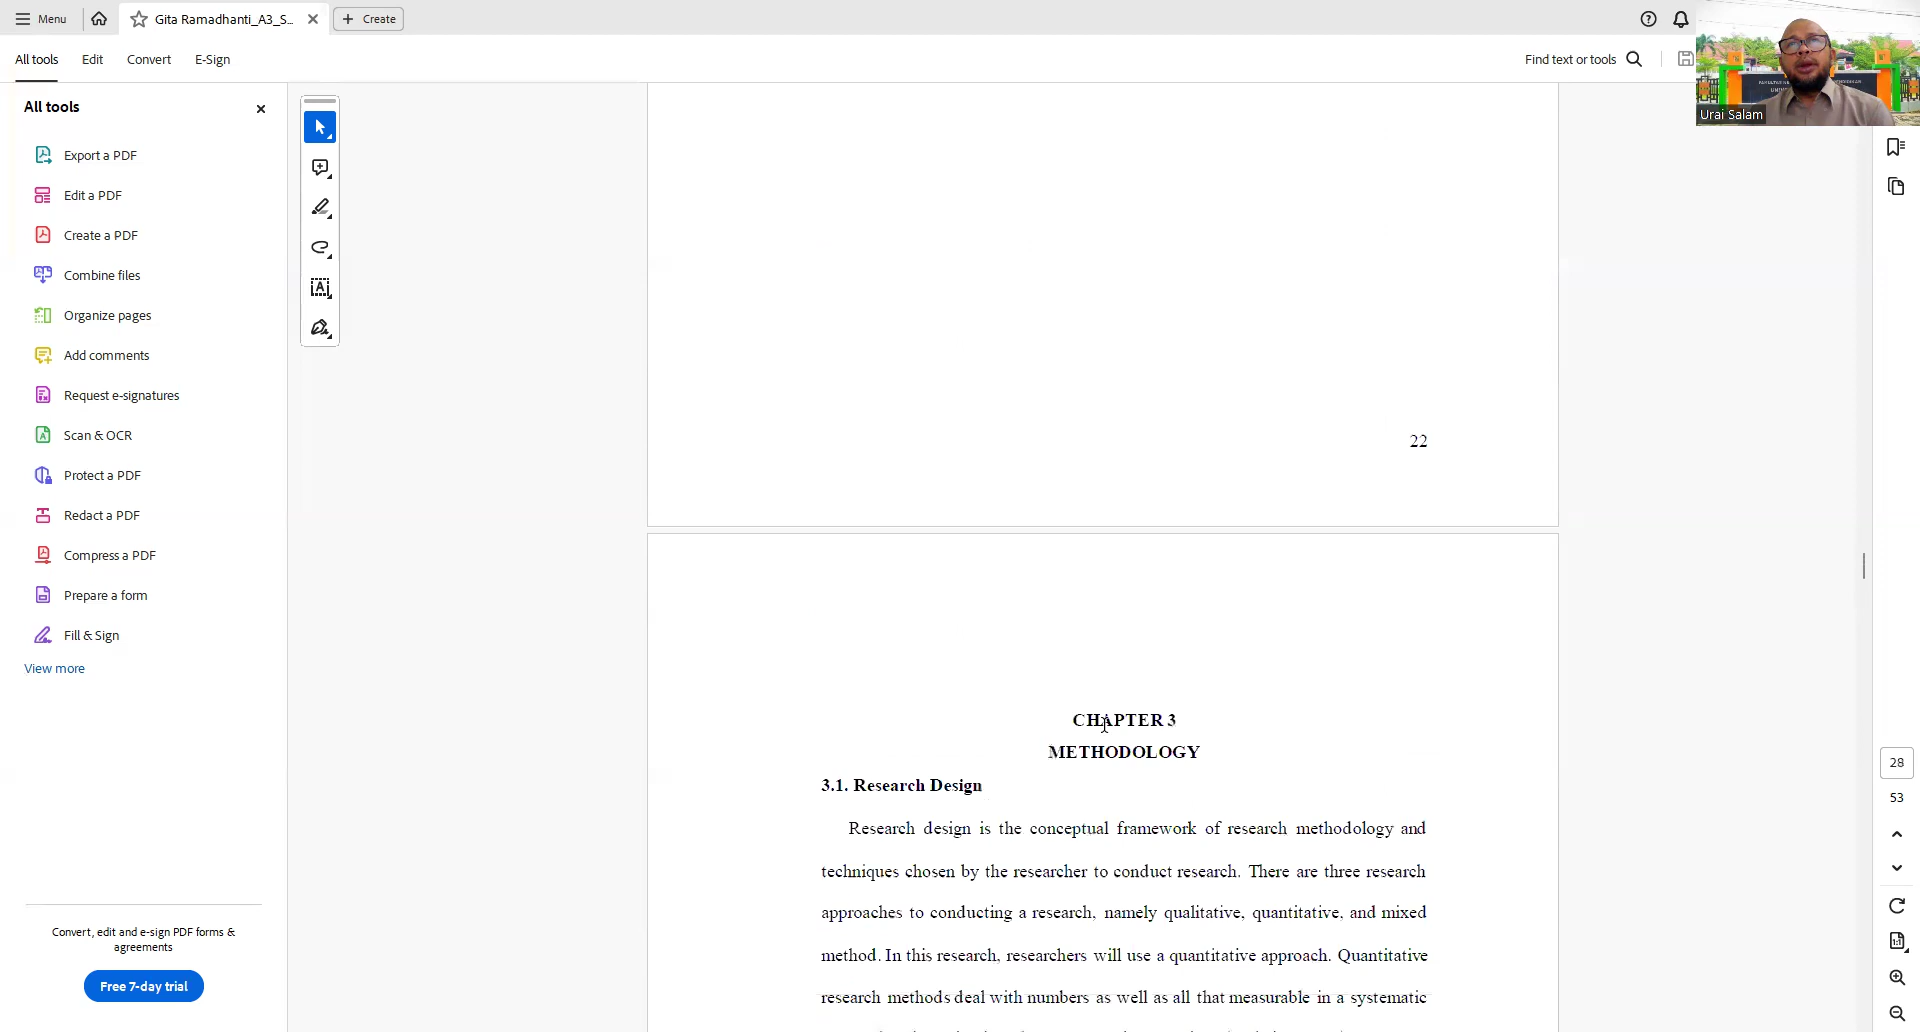 Menu
Gita Ramadhanti_A3_S...
Create
All tools
Edit
Convert
E-Sign
Find text or tools
Urai Salam
All tools
Export a PDF
Edit a PDF
Create a PDF
Combine files
Organize pages
Add comments
Request e-signatures
Scan & OCR
Protect a PDF
Redact a PDF
Compress a PDF
Prepare a form
Fill & Sign
View more
Convert, edit and e-sign PDF forms &
agreements
Free 7-day trial
22
CHAPTER 3
METHODOLOGY
3.1. Research Design
Research design is the conceptual framework of research methodology and
techniques chosen by the researcher to conduct research. There are three research
approaches to conducting a research, namely qualitative, quantitative, and mixed
method. In this research, researchers will use a quantitative approach. Quantitative
research methods deal with numbers as well as all that measurable in a systematic
28
53